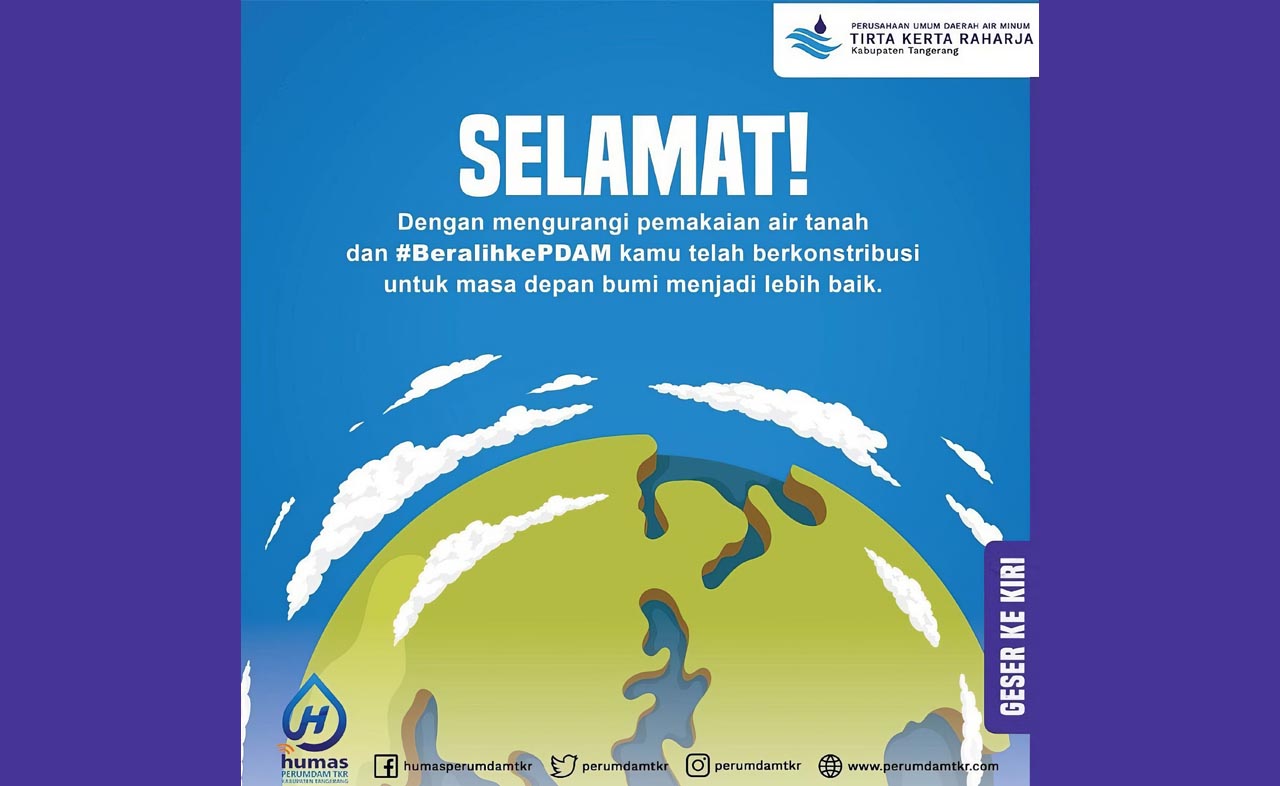 PERUSAHAAN UMUM DAERAH AIR MINUM
TIRTA KERTA RAHARJA
Kabupaten Tangerang
SELAMAT!
Dengan mengurangi pemakaian air tanah
dan #BeralihkePDAM kamu telah berkonstribusi
untuk masa depan bumi menjadi lebih baik.
GESER KE KIRI
H
humas
PERUMDAM TKR
KABUPATEN TANGERANG
humasperumdamtkr
perumdamtkr
perumdamtkr
www.perumdamtkr.com